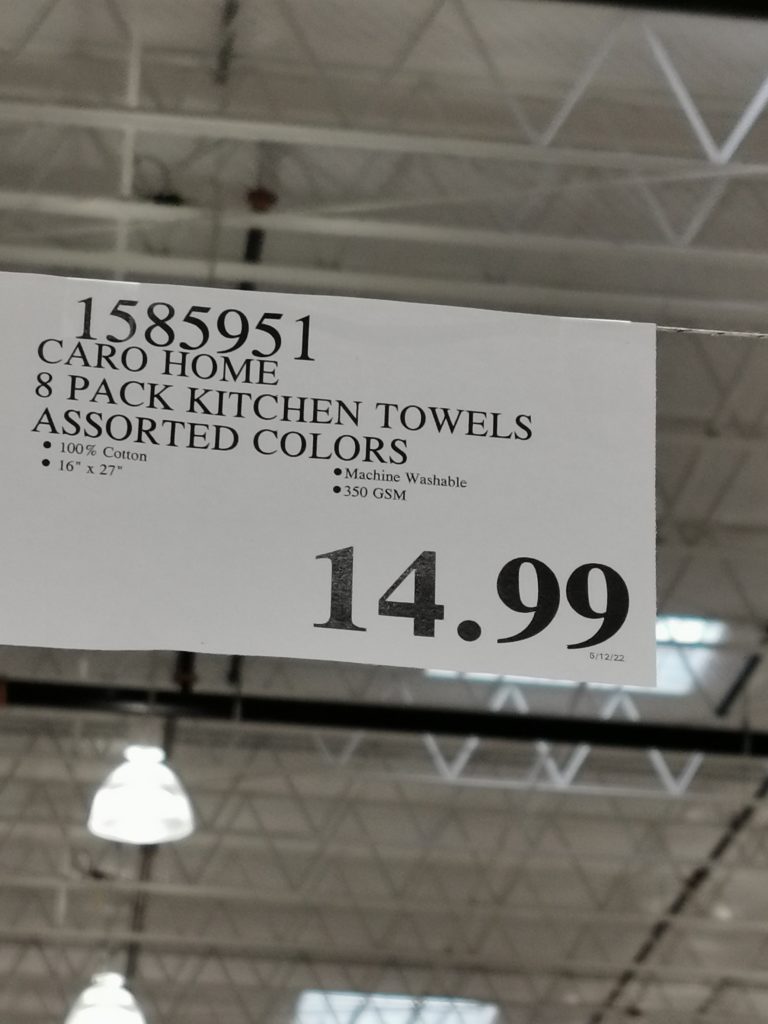 1585951
CARO HOME
8 PACK KITCHEN TOWELS
ASSORTED COLORS
• 100% Cotton
• 16" x 27"
• Machine Washable
• 350 GSM
14.99
5/12/22